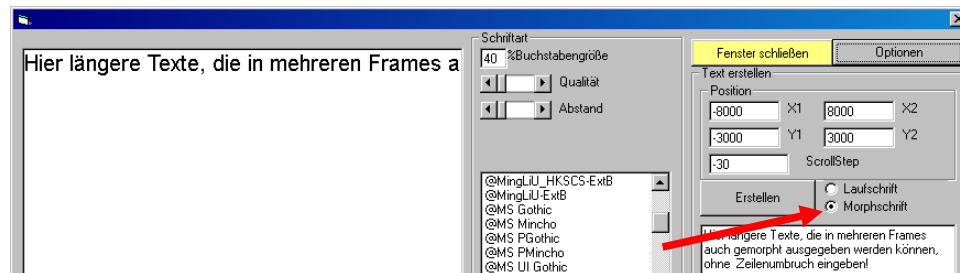 Hier längere Texte, die in mehreren Frames a
Schriftart
40 %Buchstabengröße
Qualität
Abstand
@MingLiU_HKSCS-ExtB
@MingLiU-ExtB
@MS Gothic
@MS Mincho
@MS PGothic
@MS PMincho
@MS UI Gothic
Fenster schließen
Optionen
Text erstellen
Position
-8000 X1 8000 X2
-3000 Y1 3000 Y2
-30 ScrollStep
Erstellen
Laufschrift
Morphschrift
Hier längere Texte, die in mehreren Frames
auch gemorpht ausgegeben werden können,
ohne Zeilenumbruch eingeben!